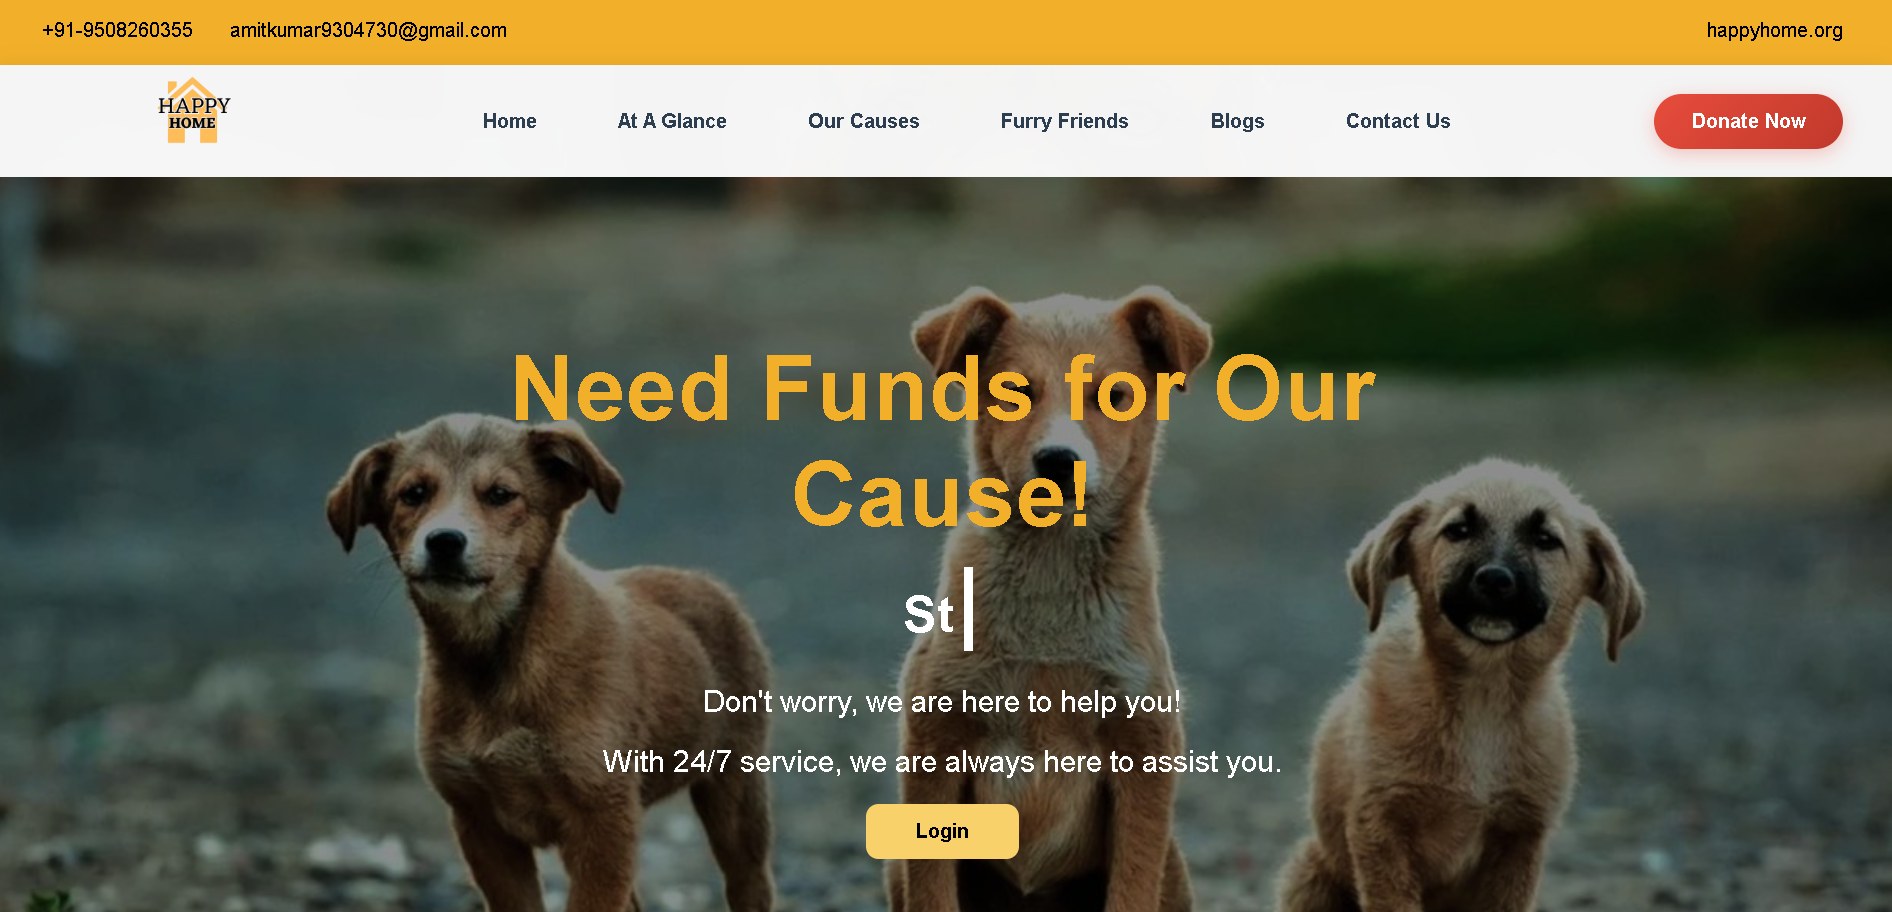 +91-9508260355 amitkumar9304730@gmail.com happyhome.org
HAPPY
HOME
Home At A Glance Our Causes Furry Friends Blogs Contact Us Donate Now
Need Funds for Our
Cause!
St
Don't worry, we are here to help you!
With 24/7 service, we are always here to assist you.
Login